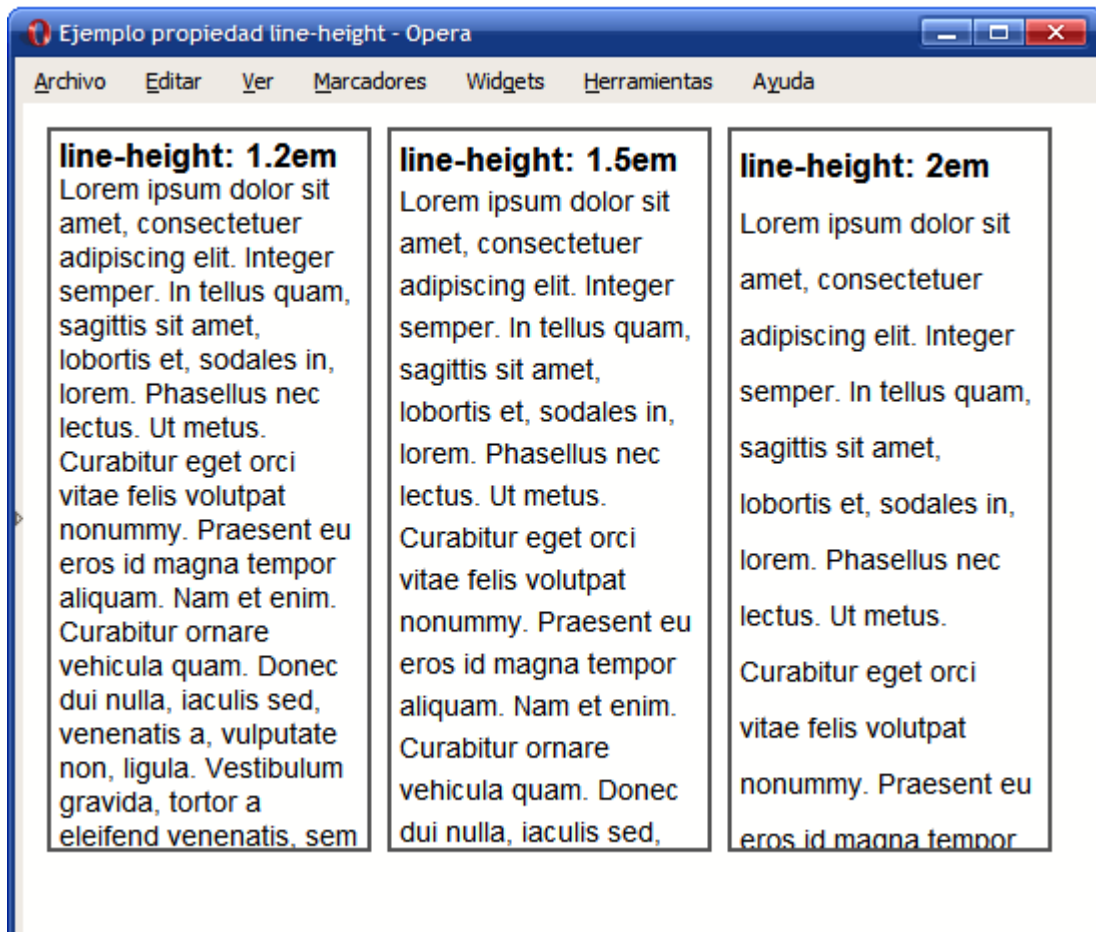 Ejemplo propiedad line-height - Opera
Archivo Editar Ver Marcadores Widgets Herramientas Ayuda
line-height: 1.2em
Lorem ipsum dolor sit
amet, consectetuer
adipiscing elit. Integer
semper. In tellus quam,
sagittis sit amet,
lobortis et, sodales in,
lorem. Phasellus nec
lectus. Ut metus.
Curabitur eget orci
vitae felis volutpat
nonummy. Praesent eu
eros id magna tempor
aliquam. Nam et enim.
Curabitur ornare
vehicula quam. Donec
dui nulla, iaculis sed,
venenatis a, vulputate
non, ligula. Vestibulum
gravida, tortor a
eleifend venenatis, sem
line-height: 1.5em
Lorem ipsum dolor sit
amet, consectetuer
adipiscing elit. Integer
semper. In tellus quam,
sagittis sit amet,
lobortis et, sodales in,
lorem. Phasellus nec
lectus. Ut metus.
Curabitur eget orci
vitae felis volutpat
nonummy. Praesent eu
eros id magna tempor
aliquam. Nam et enim.
Curabitur ornare
vehicula quam. Donec
dui nulla, iaculis sed,
line-height: 2em
Lorem ipsum dolor sit
amet, consectetuer
adipiscing elit. Integer
semper. In tellus quam,
sagittis sit amet,
lobortis et, sodales in,
lorem. Phasellus nec
lectus. Ut metus.
Curabitur eget orci
vitae felis volutpat
nonummy. Praesent eu
eros id magna tempor